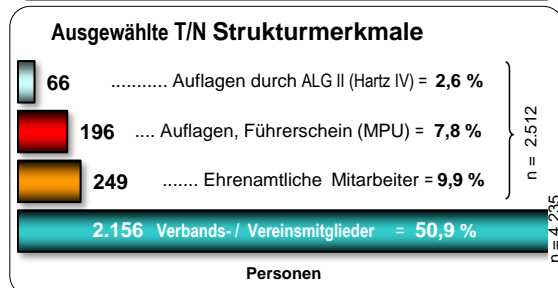 Ausgewählte T/N Strukturmerkmale
66 ........... Auflagen durch ALG II (Hartz IV) = 2,6 %
196 .... Auflagen, Führerschein (MPU) = 7,8 %
249 ....... Ehrenamtliche Mitarbeiter = 9,9 %
n = 2.512
2.156 Verbands- / Vereinsmitglieder = 50,9 %
n = 4.235
Personen